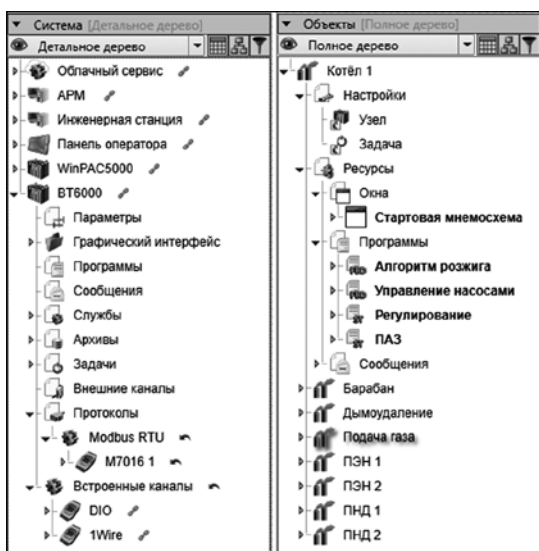 Система [Детальное дерево]
Детальное дерево
Облачный сервис
АРМ
Инженерная станция
Панель оператора
WinPAC5000
BT6000
Параметры
Графический интерфейс
Программы
Сообщения
Службы
Архивы
Задачи
Внешние каналы
Протоколы
Modbus RTU
M7016 1
Встроенные каналы
DIO
1Wire
Объекты [Полное дерево]
Полное дерево
Котёл 1
Настройки
Узел
Задача
Ресурсы
Окна
Стартовая мнемосхема
Программы
Алгоритм розжига
Управление насосами
Регулирование
ПАЗ
Сообщения
Барабан
Дымоудаление
Подача газа
ПЭН 1
ПЭН 2
ПНД 1
ПНД 2